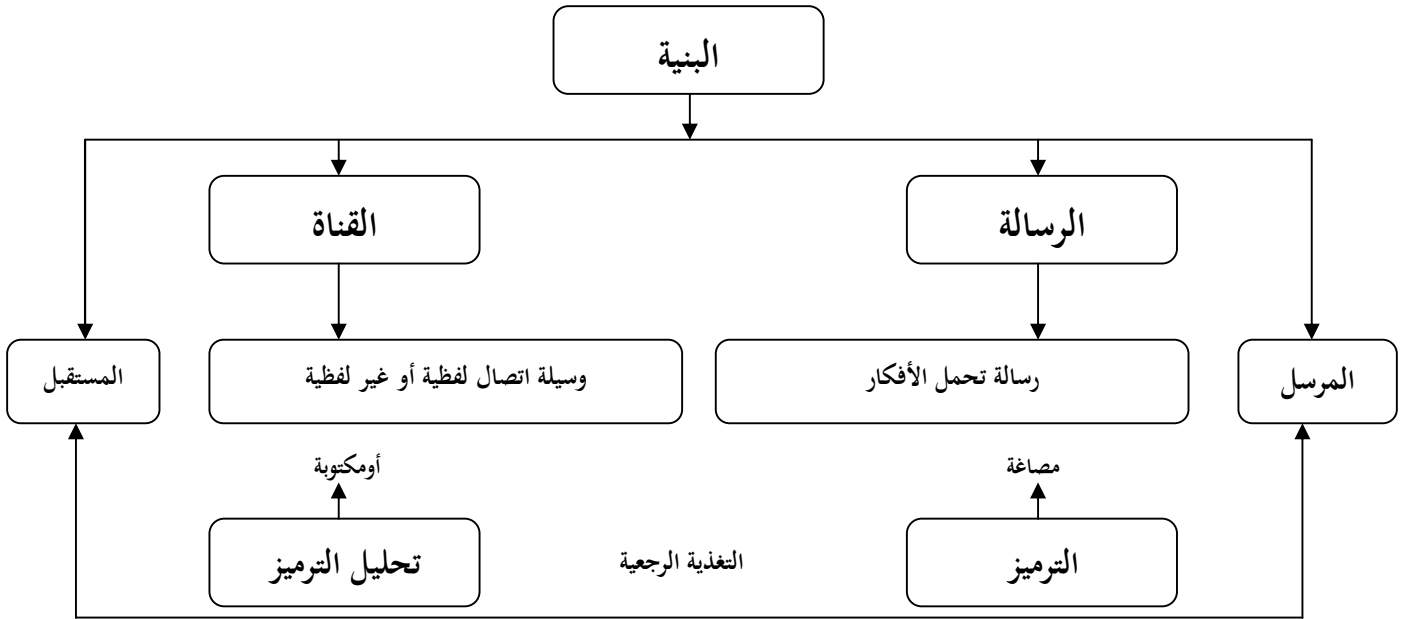 البنية
الرسالة
القناة
المرسل
رسالة تحمل الأفكار
وسيلة اتصال لفظية أو غير لفظية
المستقبل
مصاغة
أومكتوبة
الترميز
التغذية الرجعية
تحليل الترميز